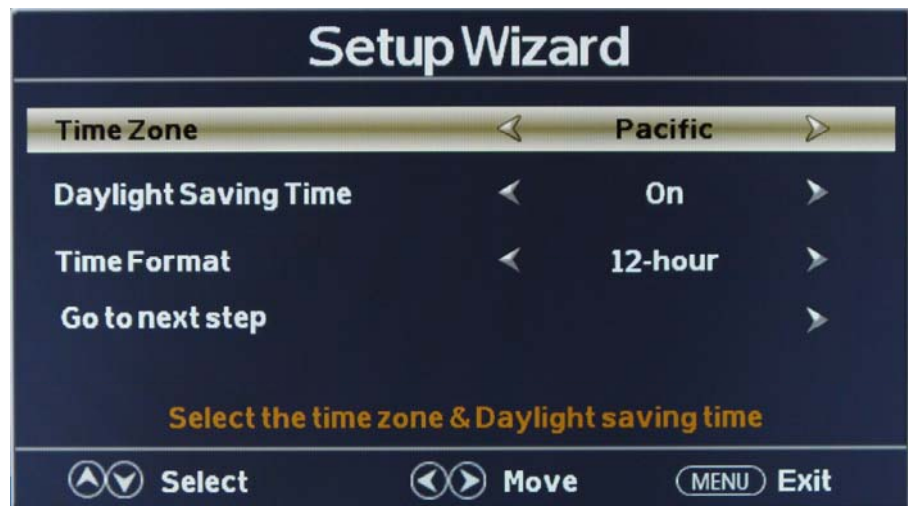 Setup Wizard
Time Zone Pacific
Daylight Saving Time On
Time Format 12-hour
Go to next step
Select the time zone & Daylight saving time
Select Move MENU Exit